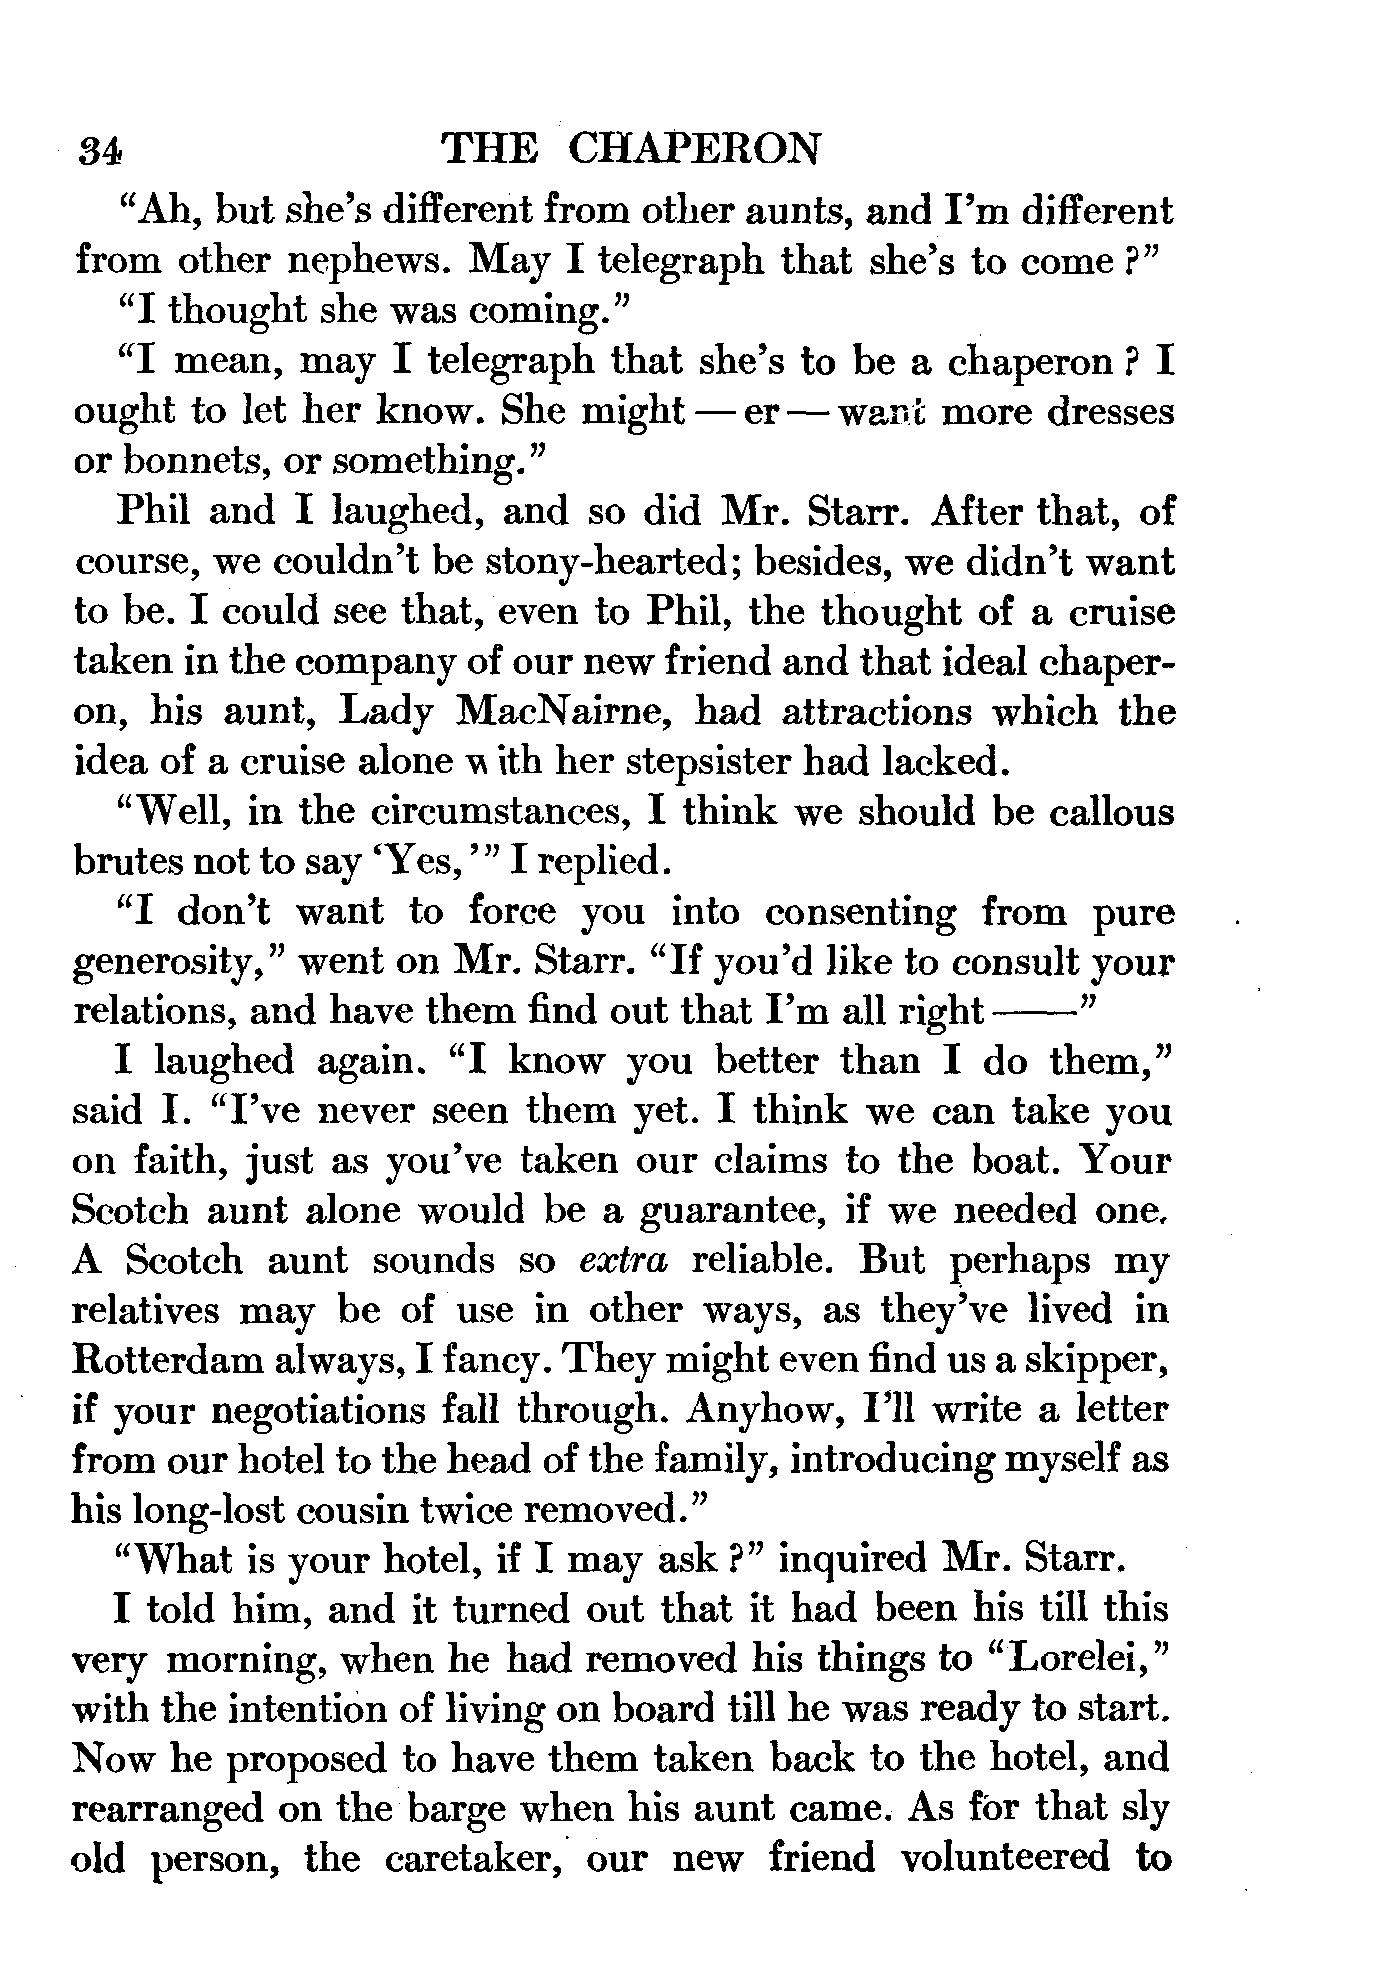 34 THE CHAPERON
“Ah, but she’s different from other aunts, and I’m different
from other nephews. May I telegraph that she’s to come?”
“I thought she was coming.”
“I mean, may I telegraph that she’s to be a chaperon? I
ought to let her know. She might — er — want more dresses
or bonnets, or something.”
Phil and I laughed, and so did Mr. Starr. After that, of
course, we couldn’t be stony-hearted; besides, we didn’t want
to be. I could see that, even to Phil, the thought of a cruise
taken in the company of our new friend and that ideal chaper-
on, his aunt, Lady MacNairne, had attractions which the
idea of a cruise alone with her stepsister had lacked.
“Well, in the circumstances, I think we should be callous
brutes not to say ‘Yes,’” I replied.
“I don’t want to force you into consenting from pure
generosity,” went on Mr. Starr. “If you’d like to consult your
relations, and have them find out that I’m all right ——”
I laughed again. “I know you better than I do them,”
said I. “I’ve never seen them yet. I think we can take you
on faith, just as you’ve taken our claims to the boat. Your
Scotch aunt alone would be a guarantee, if we needed one.
A Scotch aunt sounds so extra reliable. But perhaps my
relatives may be of use in other ways, as they’ve lived in
Rotterdam always, I fancy. They might even find us a skipper,
if your negotiations fall through. Anyhow, I’ll write a letter
from our hotel to the head of the family, introducing myself as
his long-lost cousin twice removed.”
“What is your hotel, if I may ask?” inquired Mr. Starr.
I told him, and it turned out that it had been his till this
very morning, when he had removed his things to “Lorelei,”
with the intention of living on board till he was ready to start.
Now he proposed to have them taken back to the hotel, and
rearranged on the barge when his aunt came. As for that sly
old person, the caretaker, our new friend volunteered to